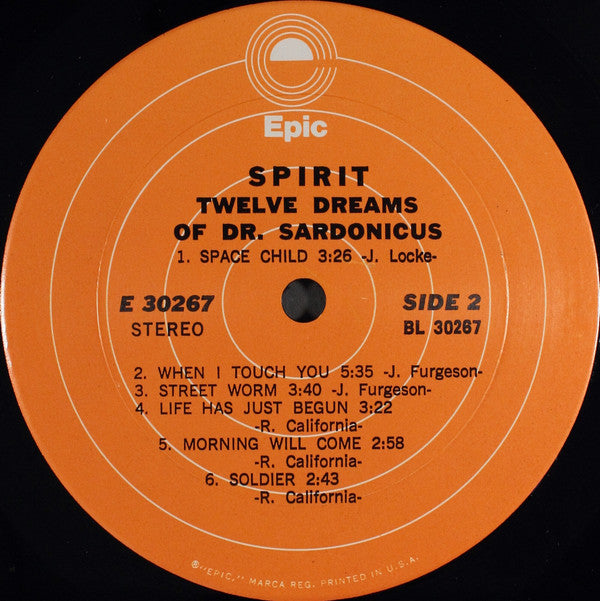 Epic
SPIRIT
TWELVE DREAMS
OF DR. SARDONICUS
1. SPACE CHILD 3:26 -J. Locke-
E 30267 SIDE 2
STEREO BL 30267
2. WHEN I TOUCH YOU 5:35 -J. Furgeson-
3. STREET WORM 3:40 -J. Furgeson-
4. LIFE HAS JUST BEGUN 3:22
-R. California-
5. MORNING WILL COME 2:58
-R. California-
6. SOLDIER 2:43
-R. California-
®"EPIC," MARCA REG. PRINTED IN U.S.A.